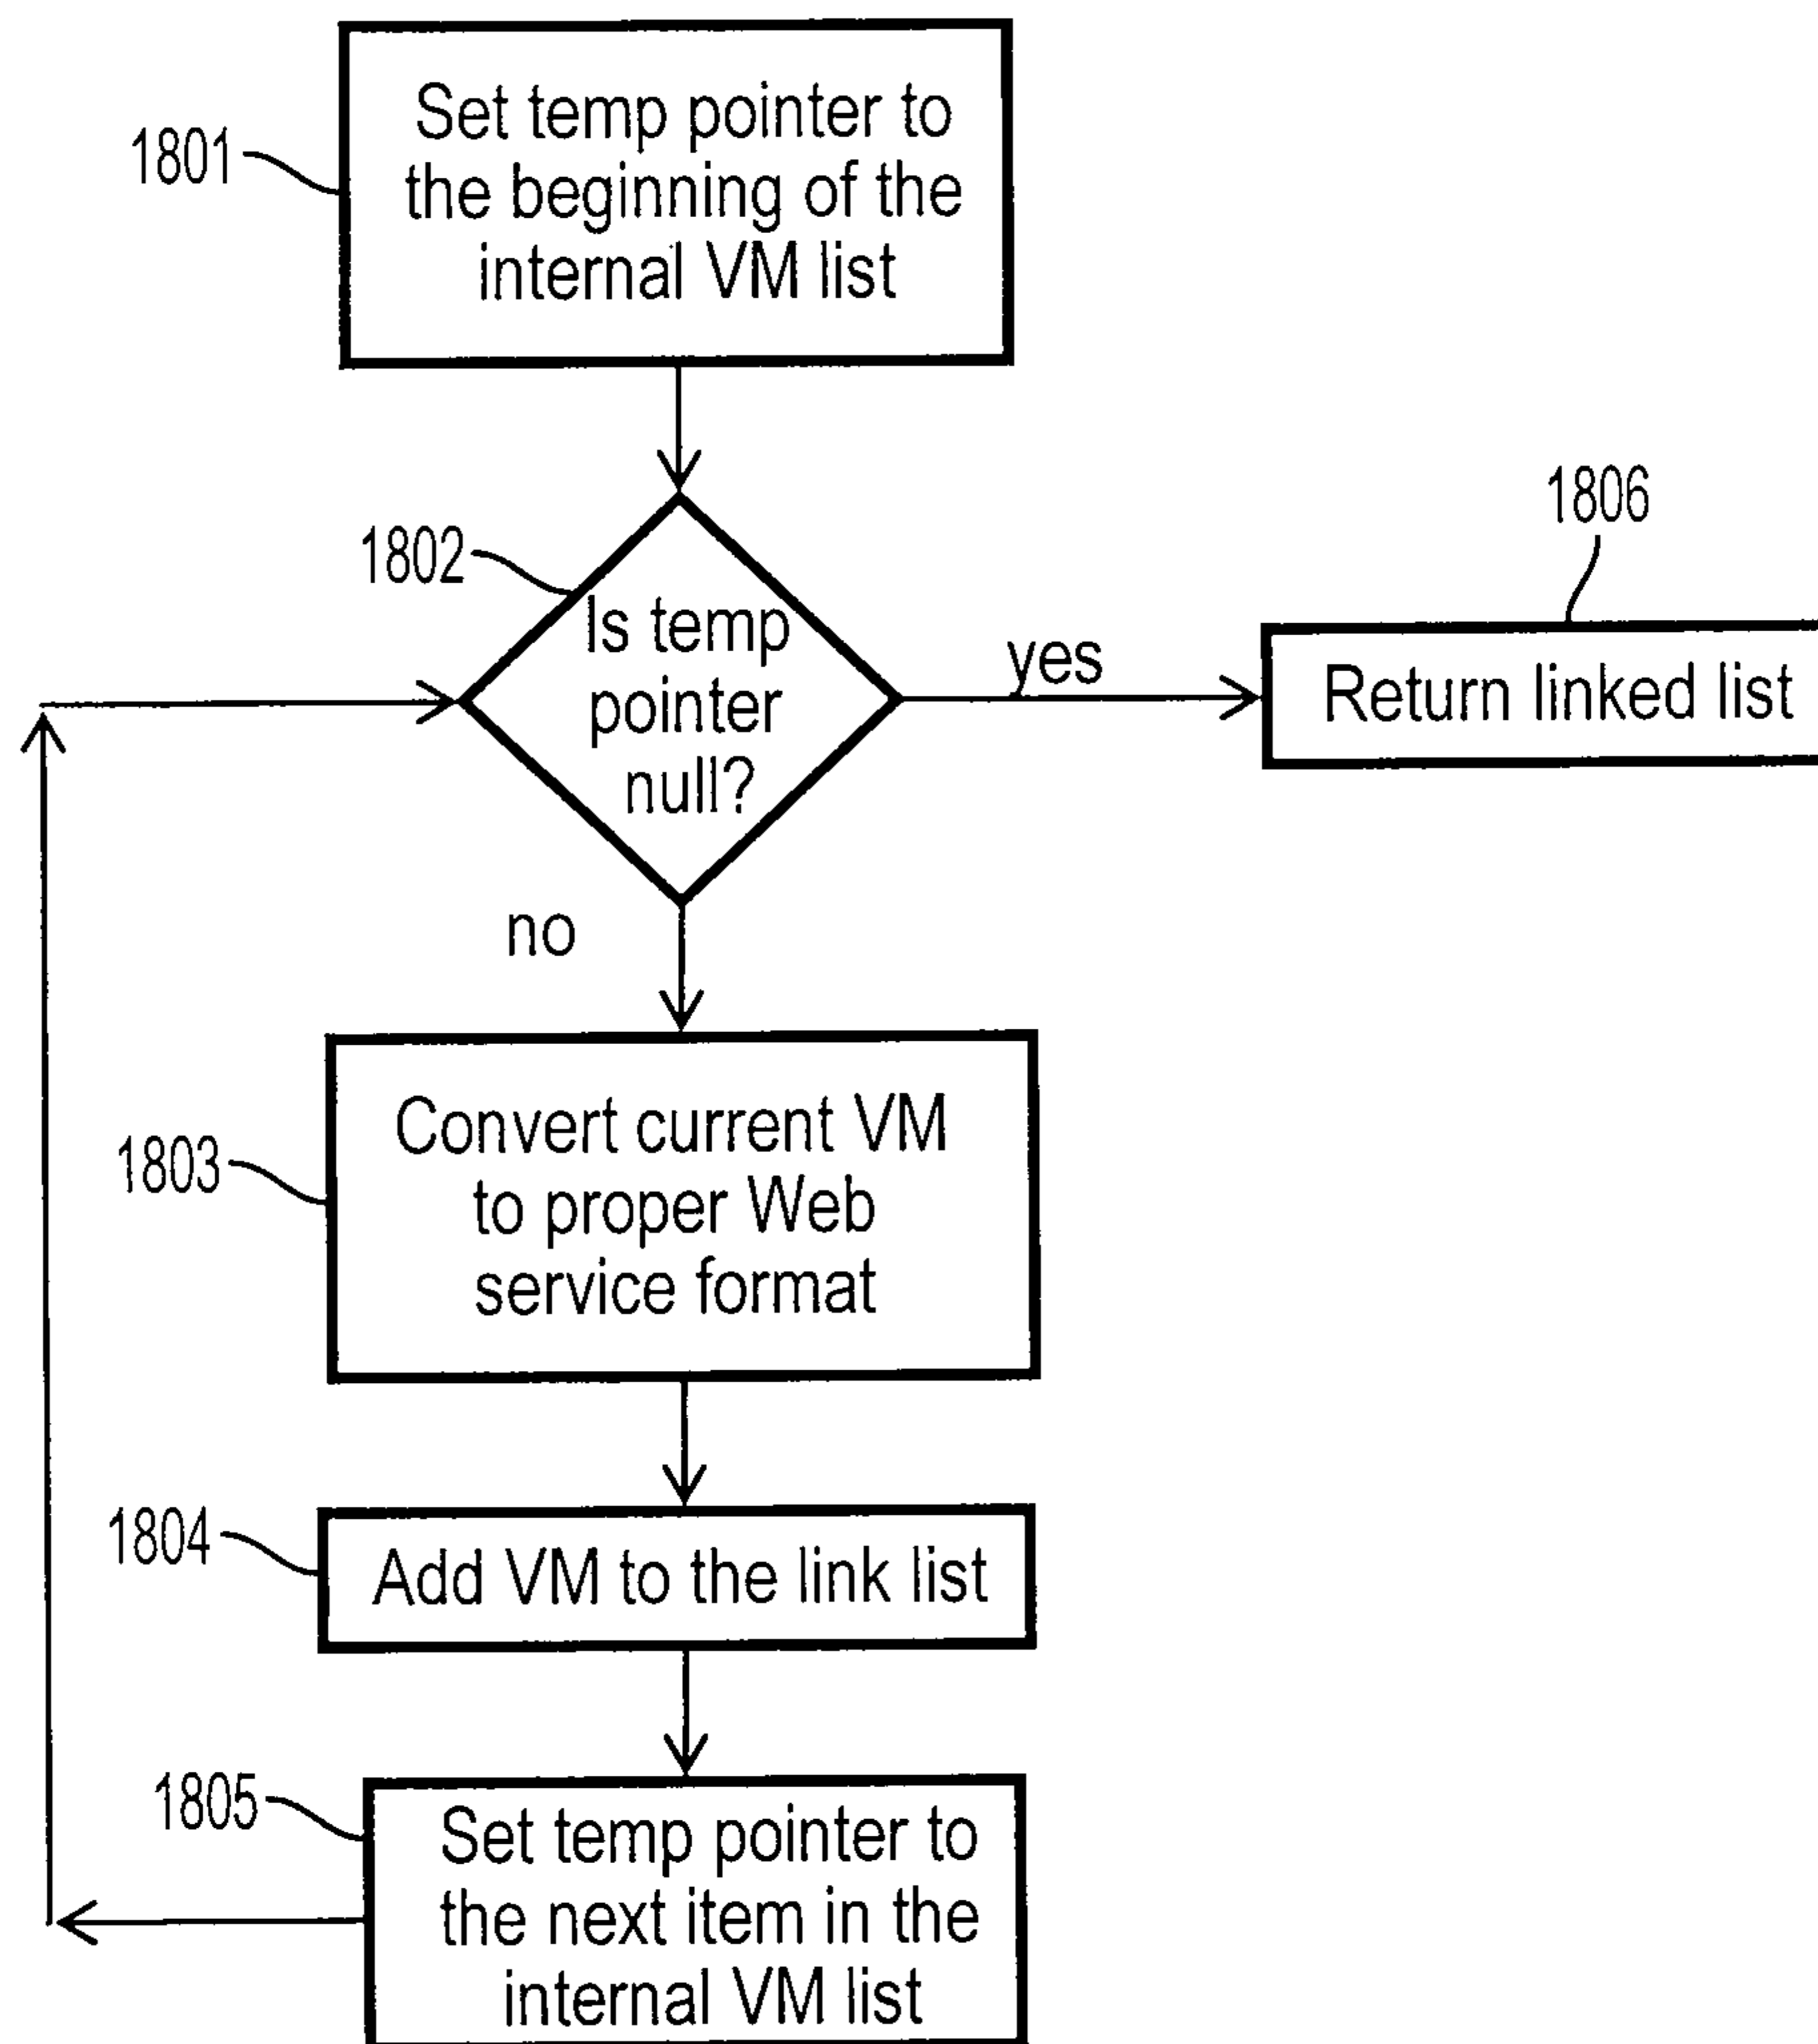 1801
Set temp pointer to
the beginning of the
internal VM list
1802
Is temp
pointer
null?
yes
1806
Return linked list
no
1803
Convert current VM
to proper Web
service format
1804
Add VM to the link list
1805
Set temp pointer to
the next item in the
internal VM list